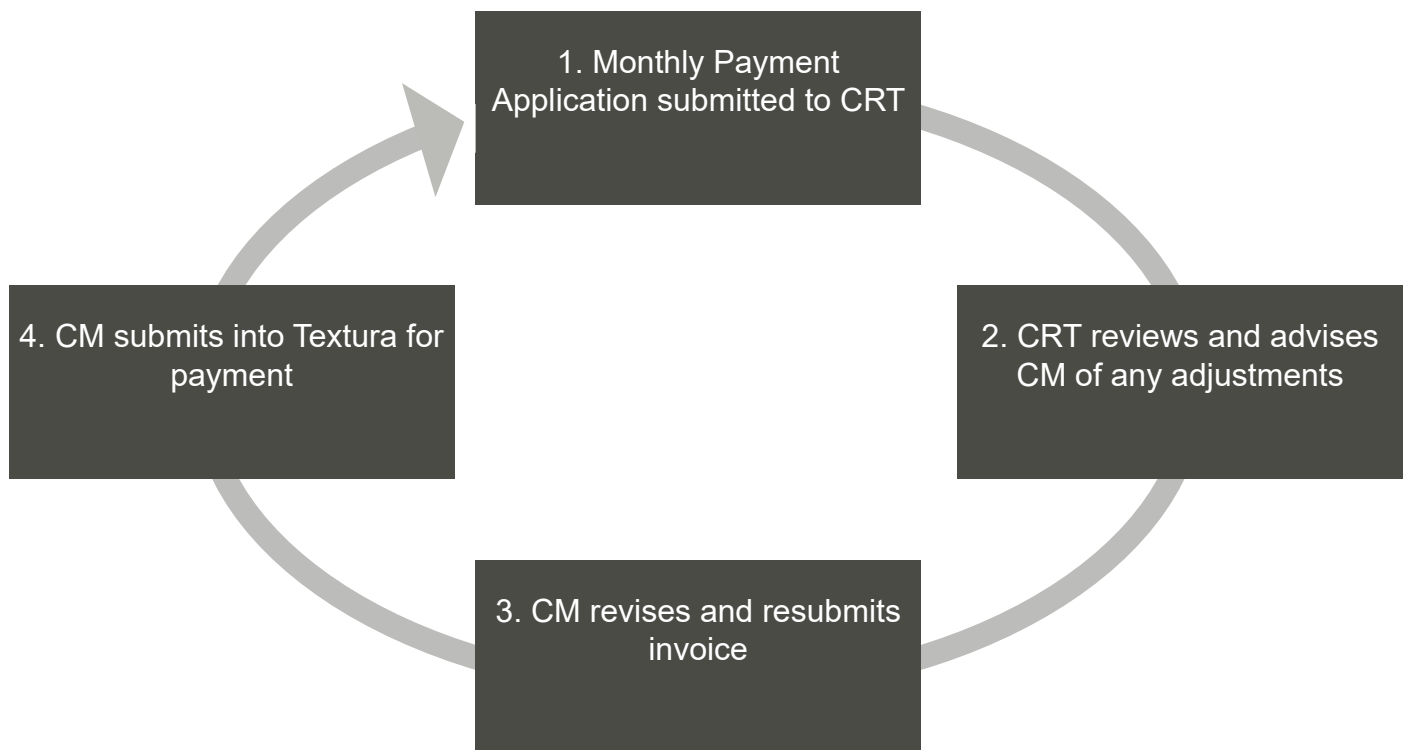 1. Monthly Payment
Application submitted to CRT
2. CRT reviews and advises
CM of any adjustments
3. CM revises and resubmits
invoice
4. CM submits into Textura for
payment